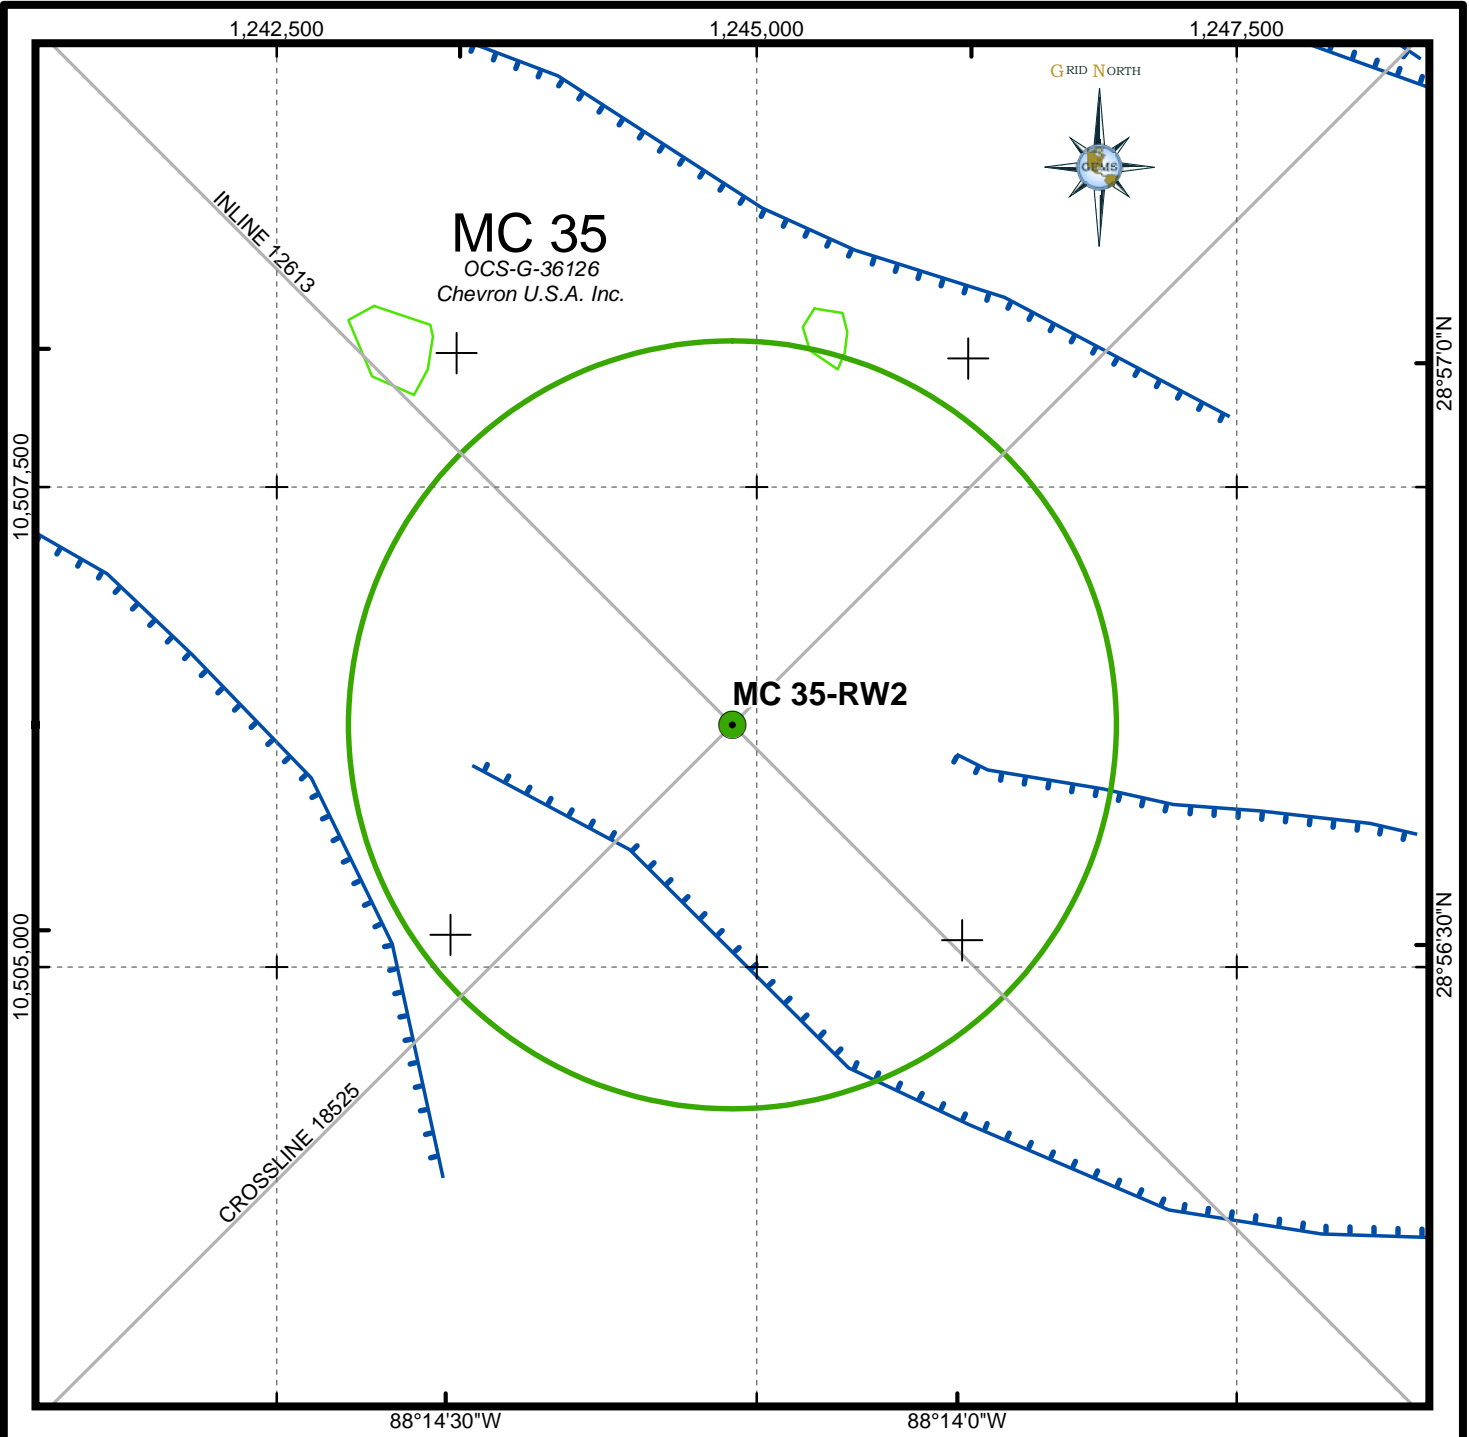 1,242,500
1,245,000
1,247,500
GRID NORTH
GEMS
INLINE 12613
MC 35
OCS-G-36126
Chevron U.S.A. Inc.
28°57'0"N
10,507,500
MC 35-RW2
28°56'30"N
10,505,000
CROSSLINE 18525
88°14'30"W
88°14'0"W